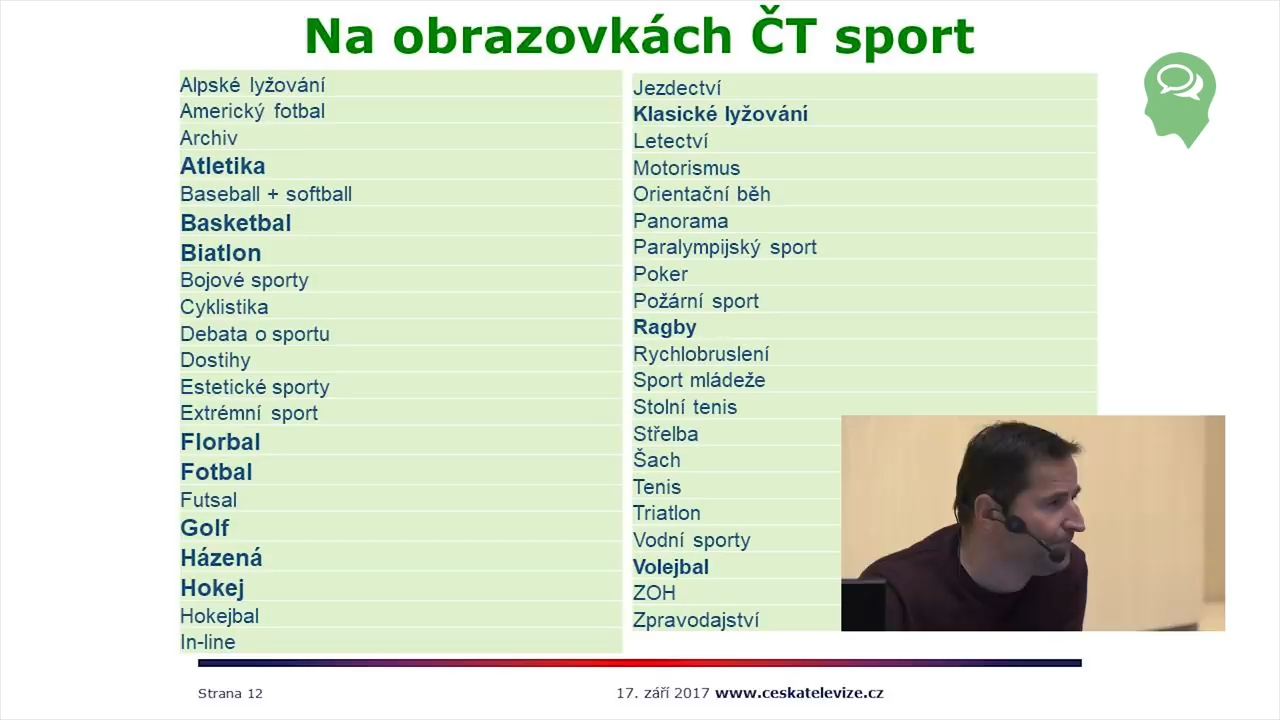 Na obrazovkách ČT sport
Alpské lyžování
Americký fotbal
Archiv
Atletika
Baseball + softball
Basketbal
Biatlon
Bojové sporty
Cyklistika
Debata o sportu
Dostihy
Estetické sporty
Extrémní sport
Florbal
Fotbal
Futsal
Golf
Házená
Hokej
Hokejbal
In-line
Jezdectví
Klasické lyžování
Letectví
Motorismus
Orientační běh
Panorama
Paralympijský sport
Poker
Požární sport
Ragby
Rychlobruslení
Sport mládeže
Stolní tenis
Střelba
Šach
Tenis
Triatlon
Vodní sporty
Volejbal
ZOH
Zpravodajství
Strana 12
17. září 2017 www.ceskatelevize.cz